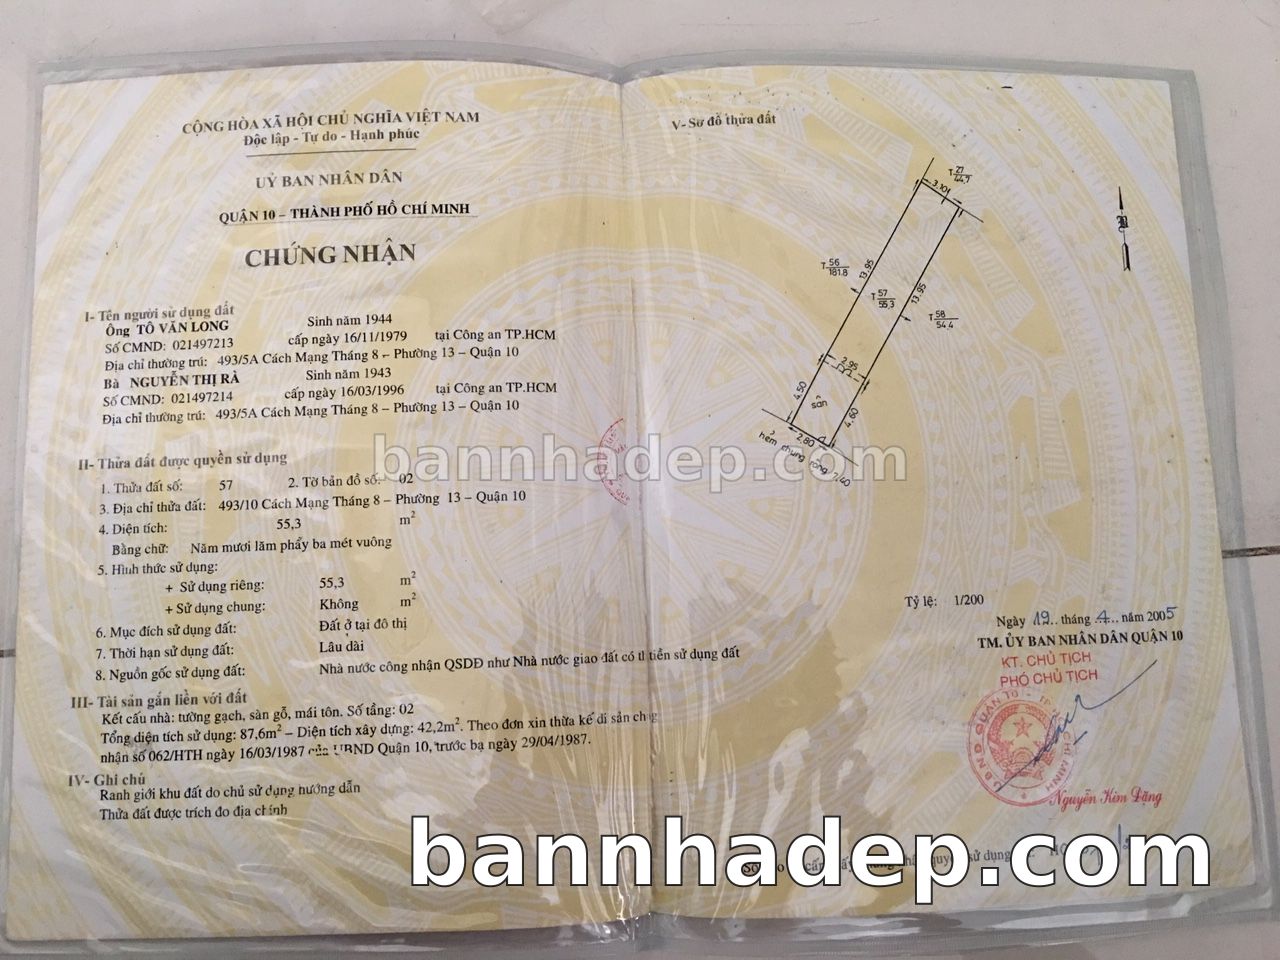 CỘNG HÒA XÃ HỘI CHỦ NGHĨA VIỆT NAM
Độc lập - Tự do - Hạnh phúc
UỶ BAN NHÂN DÂN
QUẬN 10 – THÀNH PHỐ HỒ CHÍ MINH
CHỨNG NHẬN
I- Tên người sử dụng đất
Ông TÔ VĂN LONG Sinh năm 1944
Số CMND: 021497213 cấp ngày 16/11/1979 tại Công an TP.HCM
Địa chỉ thường trú: 493/5A Cách Mạng Tháng 8 – Phường 13 – Quận 10
Bà NGUYỄN THỊ RÀ Sinh năm 1943
Số CMND: 021497214 cấp ngày 16/03/1996 tại Công an TP.HCM
Địa chỉ thường trú: 493/5A Cách Mạng Tháng 8 – Phường 13 – Quận 10
II- Thửa đất được quyền sử dụng
1. Thửa đất số: 57 2. Tờ bản đồ số: 02
3. Địa chỉ thửa đất: 493/10 Cách Mạng Tháng 8 – Phường 13 – Quận 10
4. Diện tích: 55,3 m²
Bằng chữ: Năm mươi lăm phẩy ba mét vuông
5. Hình thức sử dụng:
+ Sử dụng riêng: 55,3 m²
+ Sử dụng chung: Không m²
6. Mục đích sử dụng đất: Đất ở tại đô thị
7. Thời hạn sử dụng đất: Lâu dài
8. Nguồn gốc sử dụng đất: Nhà nước công nhận QSDĐ như Nhà nước giao đất có tiền sử dụng đất
III- Tài sản gắn liền với đất
Kết cấu nhà: tường gạch, sàn gỗ, mái tôn. Số tầng: 02
Tổng diện tích sử dụng: 87,6m² – Diện tích xây dựng: 42,2m². Theo đơn xin thừa kế di sản
nhận số 062/HTH ngày 16/03/1987 của UBND Quận 10, trước bạ ngày 29/04/1987.
IV- Ghi chú
Ranh giới khu đất do chủ sử dụng hướng dẫn
Thửa đất được trích đo địa chính
V- Sơ đồ thửa đất
T 27 44,7
3.10
B
T 56 181.8
13.95
T 57 55,3
13.95
T 58 54,4
2.95
4.50
sân
4.60
2.80
hẻm chung rộng 2,40
Tỷ lệ: 1/200
Ngày 19 tháng 4 năm 2005
TM. ỦY BAN NHÂN DÂN QUẬN 10
KT. CHỦ TỊCH
PHÓ CHỦ TỊCH
U.B.N.D QUẬN 10 - TP. HỒ CHÍ MINH
Nguyễn Kim Đặng
quyền sử dụng
bannhadep.com
bannhadep.com